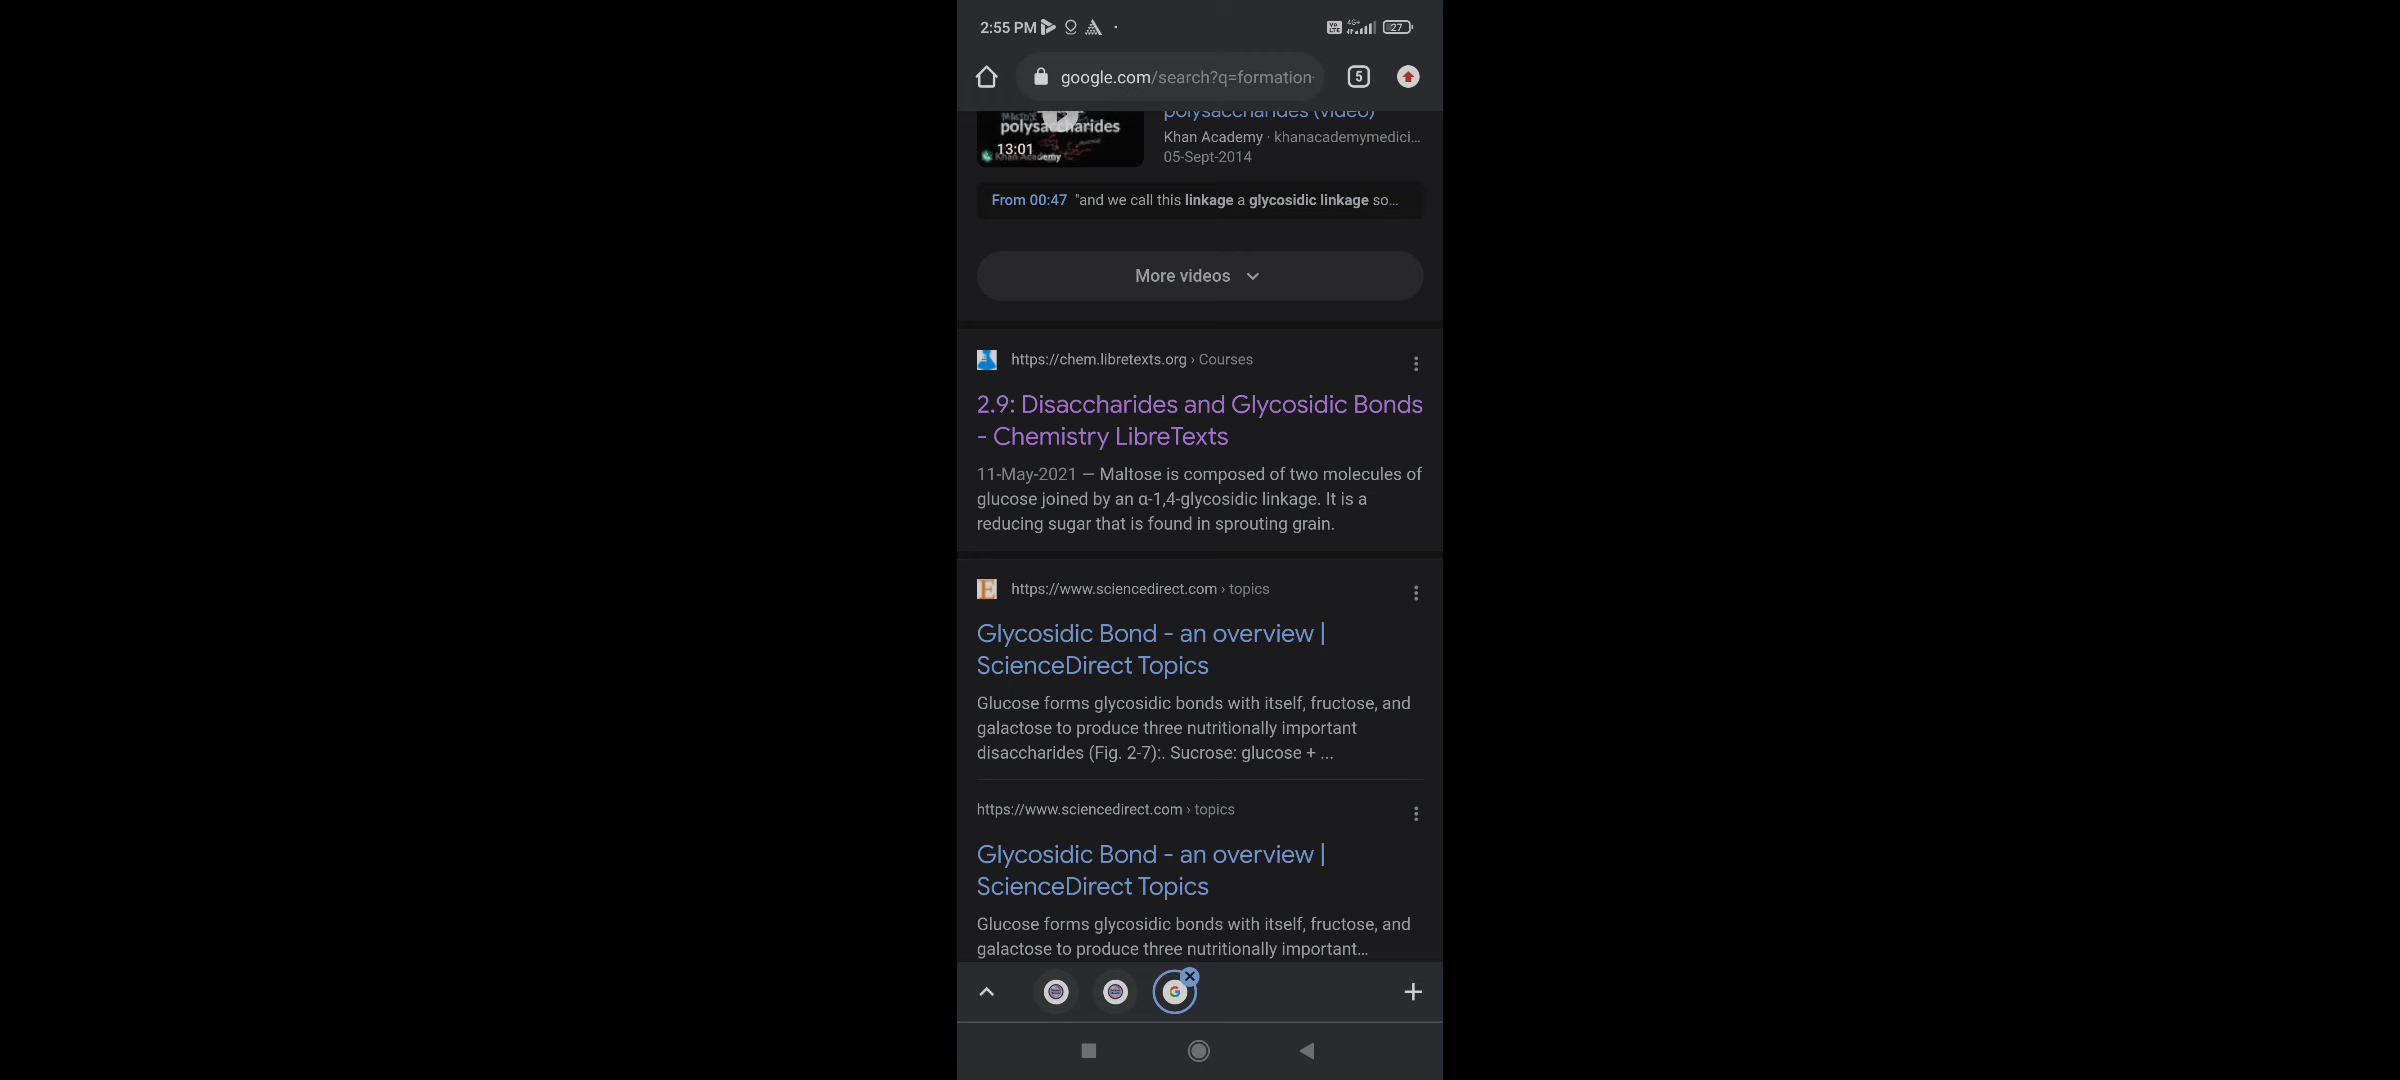 2:55 PM
4G+
Vo LTE
27
google.com/search?q=formation
5
polysaccharides (video)
polysaccharides
Khan Academy · khanacademymedici...
13:01
Khan Academy
05-Sept-2014
From 00:47 "and we call this linkage a glycosidic linkage so...
More videos
https://chem.libretexts.org › Courses
2.9: Disaccharides and Glycosidic Bonds
- Chemistry LibreTexts
11-May-2021 — Maltose is composed of two molecules of
glucose joined by an α-1,4-glycosidic linkage. It is a
reducing sugar that is found in sprouting grain.
E
https://www.sciencedirect.com › topics
Glycosidic Bond - an overview |
ScienceDirect Topics
Glucose forms glycosidic bonds with itself, fructose, and
galactose to produce three nutritionally important
disaccharides (Fig. 2-7):. Sucrose: glucose + ...
https://www.sciencedirect.com › topics
Glycosidic Bond - an overview |
ScienceDirect Topics
Glucose forms glycosidic bonds with itself, fructose, and
galactose to produce three nutritionally important...
G